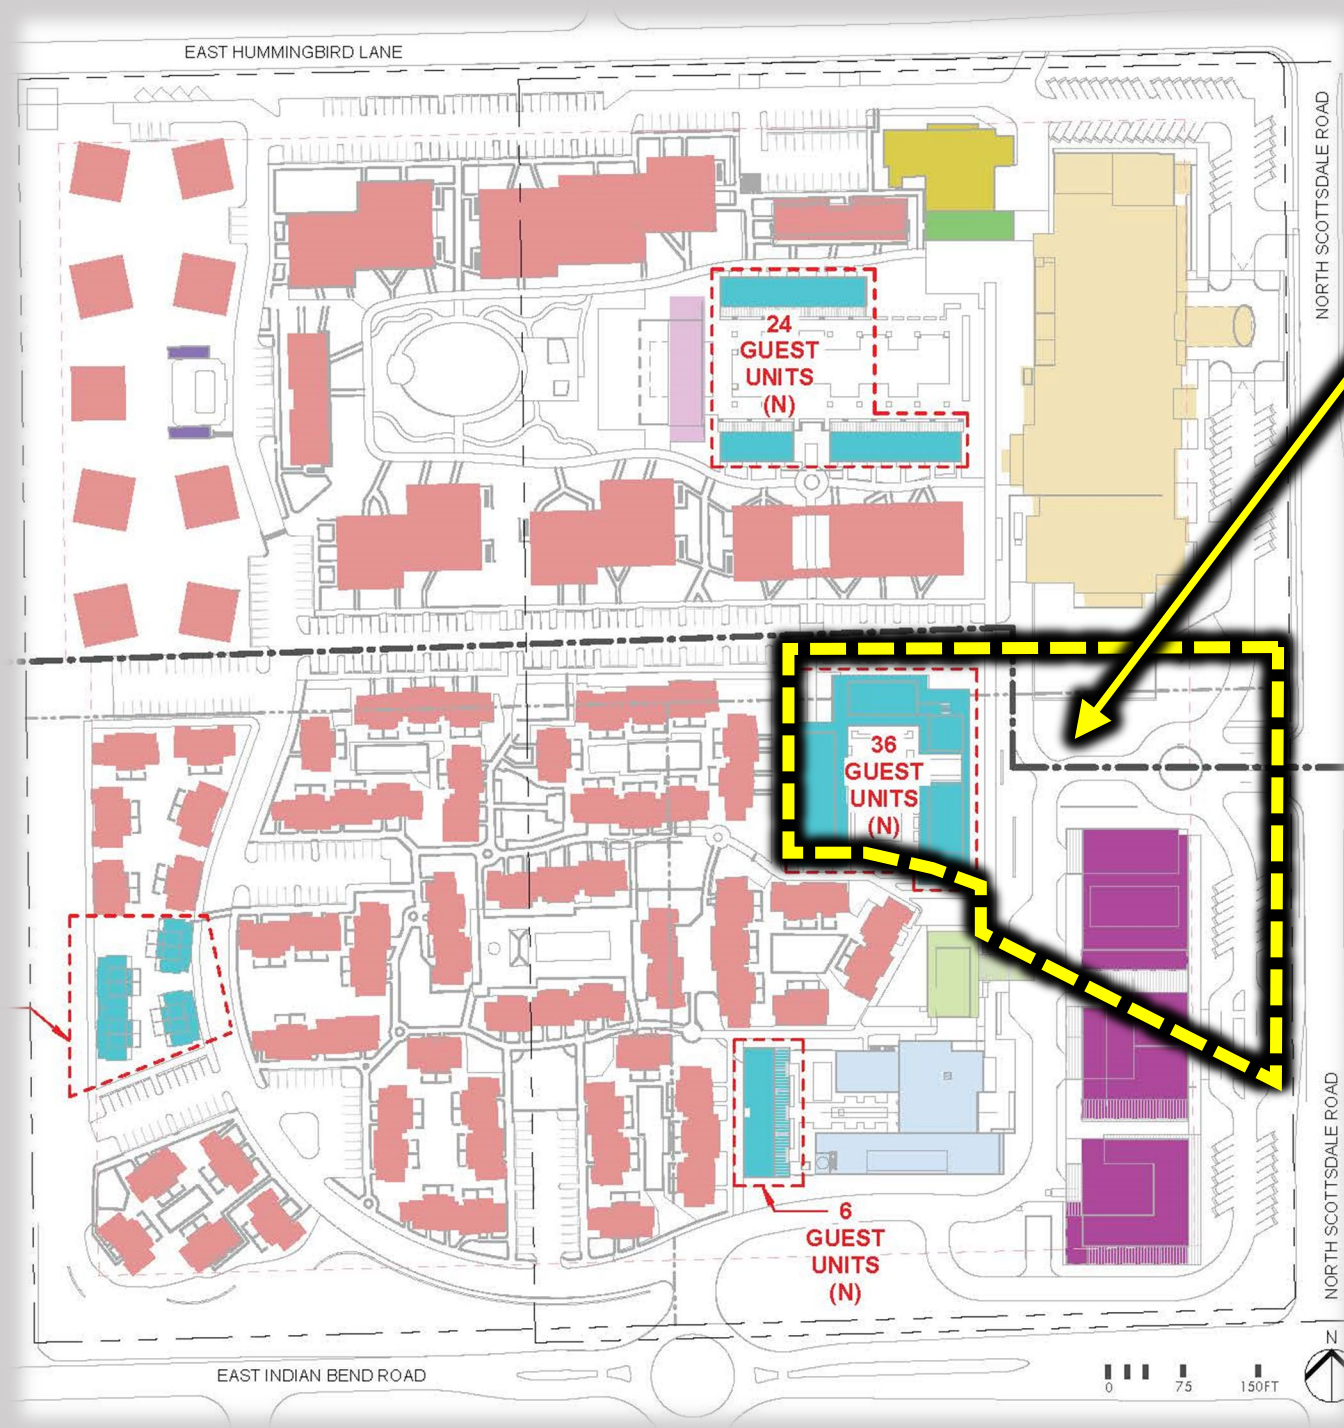 EAST HUMMINGBIRD LANE
NORTH SCOTTSDALE ROAD
24
GUEST
UNITS
(N)
36
GUEST
UNITS
(N)
6
GUEST
UNITS
(N)
NORTH SCOTTSDALE ROAD
EAST INDIAN BEND ROAD
N
0 75 150FT